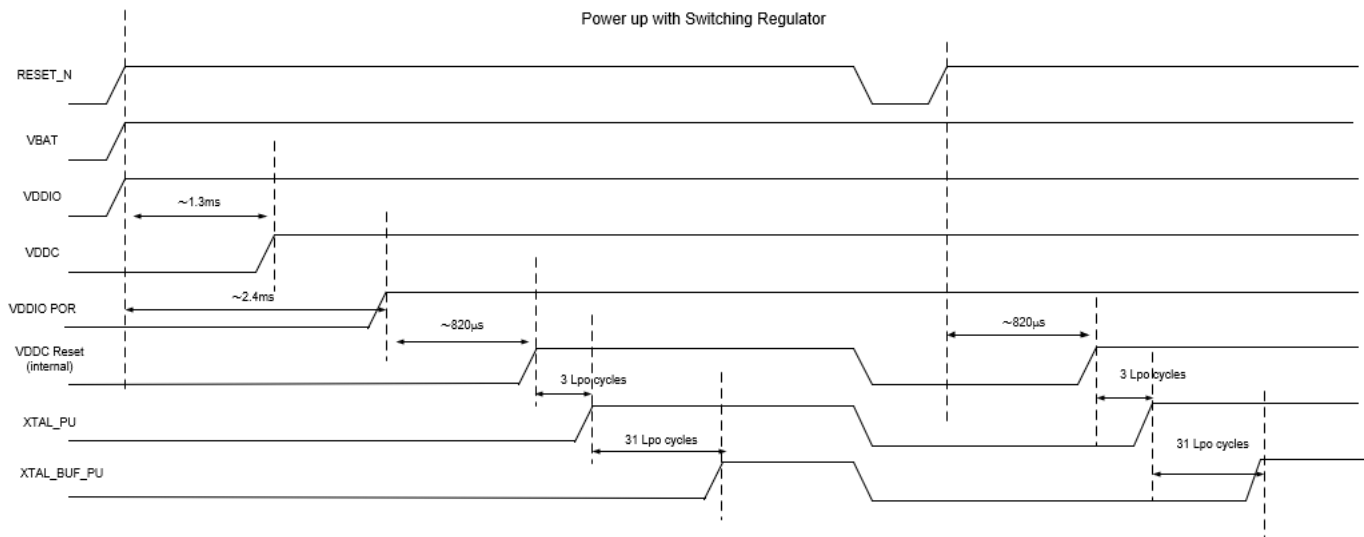 Power up with Switching Regulator
RESET_N
VBAT
VDDIO
~1.3ms
VDDC
~2.4ms
VDDIO POR
~820μs
~820μs
VDDC Reset
(internal)
3 Lpo cycles
3 Lpo cycles
XTAL_PU
31 Lpo cycles
31 Lpo cycles
XTAL_BUF_PU